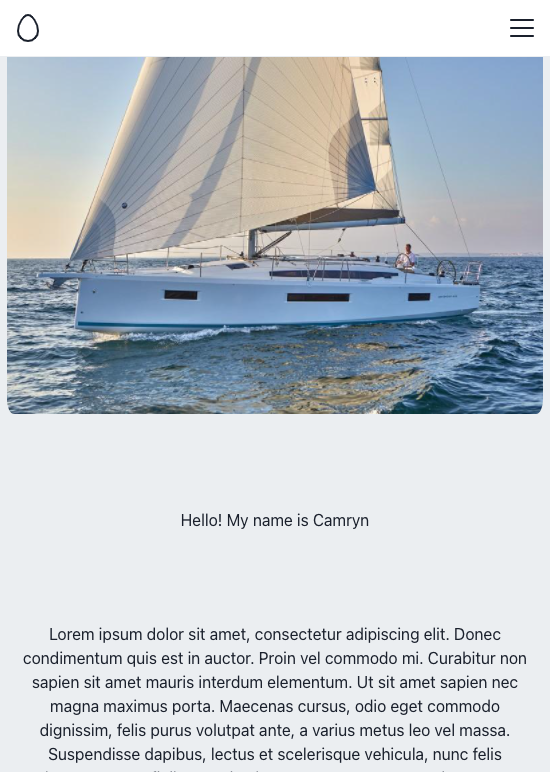 Hello! My name is Camryn
Lorem ipsum dolor sit amet, consectetur adipiscing elit. Donec
condimentum quis est in auctor. Proin vel commodo mi. Curabitur non
sapien sit amet mauris interdum elementum. Ut sit amet sapien nec
magna maximus porta. Maecenas cursus, odio eget commodo
dignissim, felis purus volutpat ante, a varius metus leo vel massa.
Suspendisse dapibus, lectus et scelerisque vehicula, nunc felis